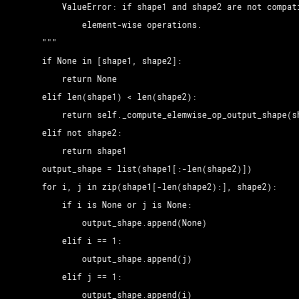 ValueError: if shape1 and shape2 are not
element-wise operations.
"""
if None in [shape1, shape2]:
return None
elif len(shape1) < len(shape2):
return self._compute_elemwise_op_output_shape(
elif not shape2:
return shape1
output_shape = list(shape1[:-len(shape2)])
for i, j in zip(shape1[-len(shape2):], shape2):
if i is None or j is None:
output_shape.append(None)
elif i == 1:
output_shape.append(j)
elif j == 1:
output_shape.append(i)